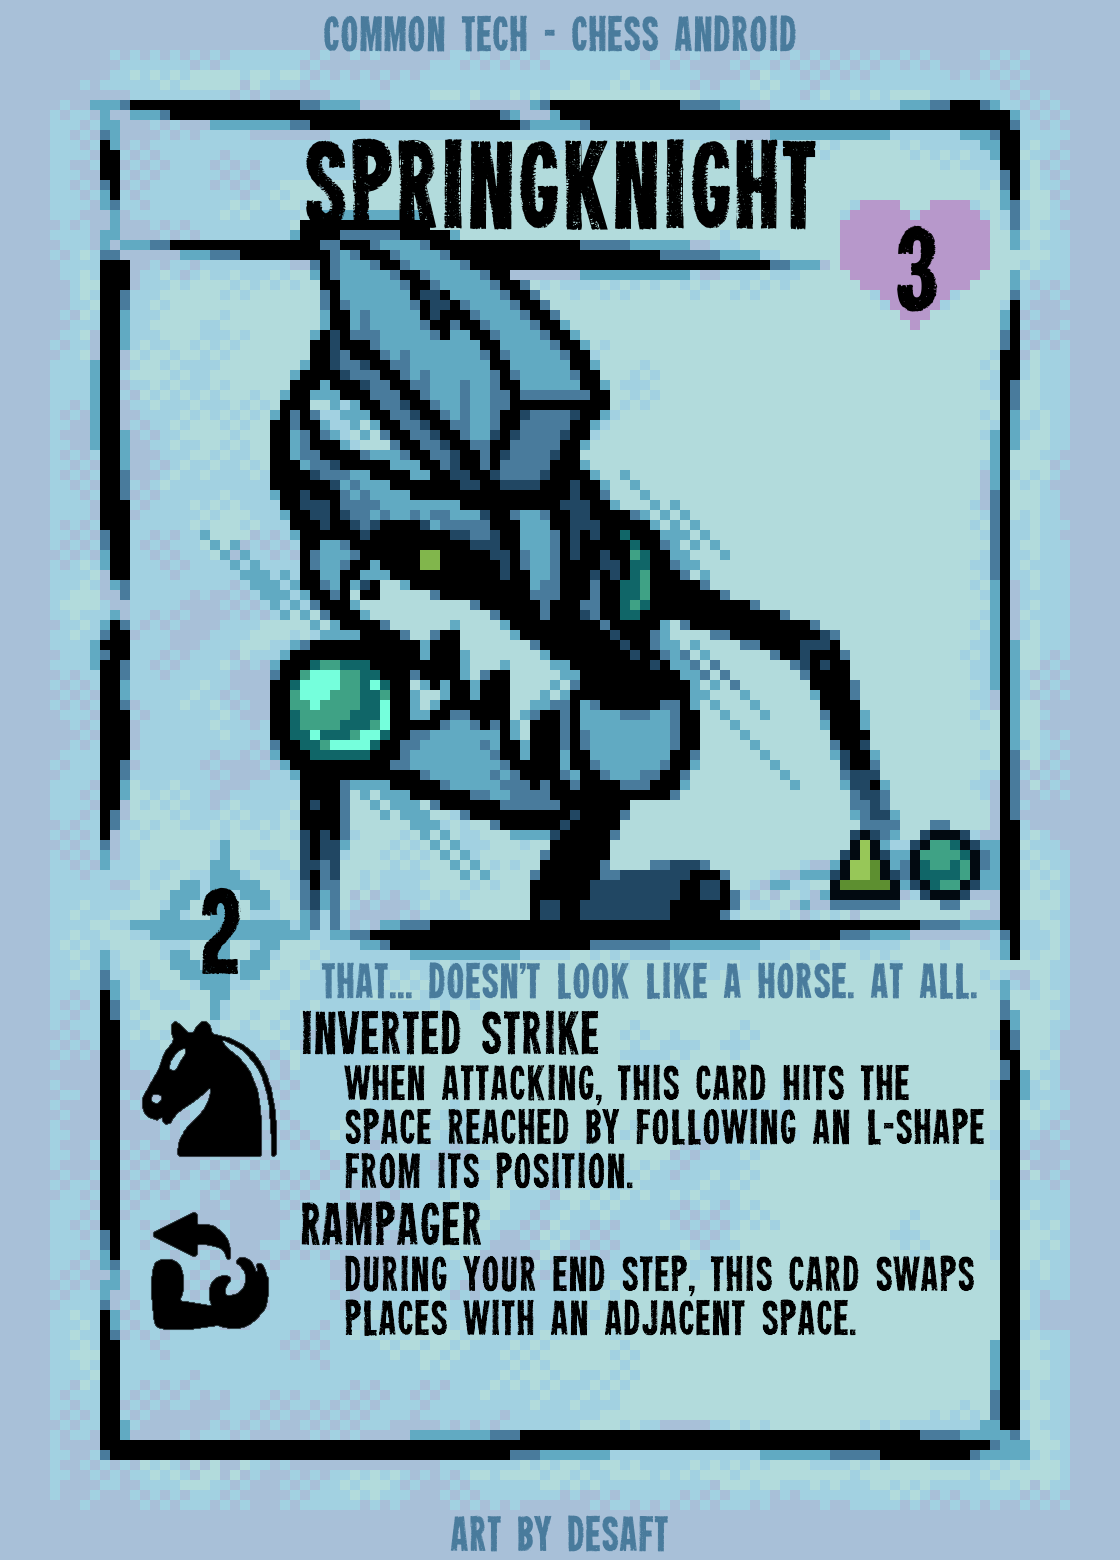 COMMON TECH - CHESS ANDROID
SPRINGKNIGHT
3
2
THAT... DOESN'T LOOK LIKE A HORSE. AT ALL.
INVERTED STRIKE
WHEN ATTACKING, THIS CARD HITS THE
SPACE REACHED BY FOLLOWING AN L-SHAPE
FROM ITS POSITION.
RAMPAGER
DURING YOUR END STEP, THIS CARD SWAPS
PLACES WITH AN ADJACENT SPACE.
ART BY DESAFT